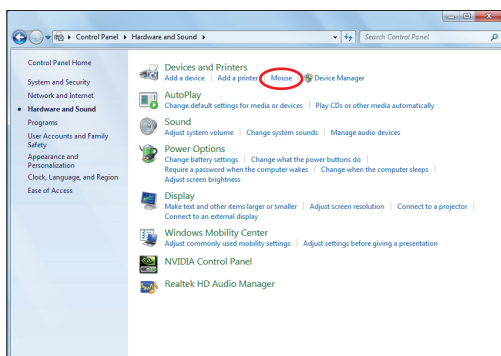 Control Panel ▸ Hardware and Sound ▸
Search Control Panel
Control Panel Home
System and Security
Network and Internet
Hardware and Sound
Programs
User Accounts and Family
Safety
Appearance and
Personalization
Clock, Language, and Region
Ease of Access
Devices and Printers
Add a device | Add a printer | Mouse | Device Manager
AutoPlay
Change default settings for media or devices | Play CDs or other media automatically
Sound
Adjust system volume | Change system sounds | Manage audio devices
Power Options
Change battery settings | Change what the power buttons do |
Require a password when the computer wakes | Change when the computer sleeps |
Adjust screen brightness
Display
Make text and other items larger or smaller | Adjust screen resolution | Connect to a projector |
Connect to an external display
Windows Mobility Center
Adjust commonly used mobility settings | Adjust settings before giving a presentation
NVIDIA Control Panel
Realtek HD Audio Manager